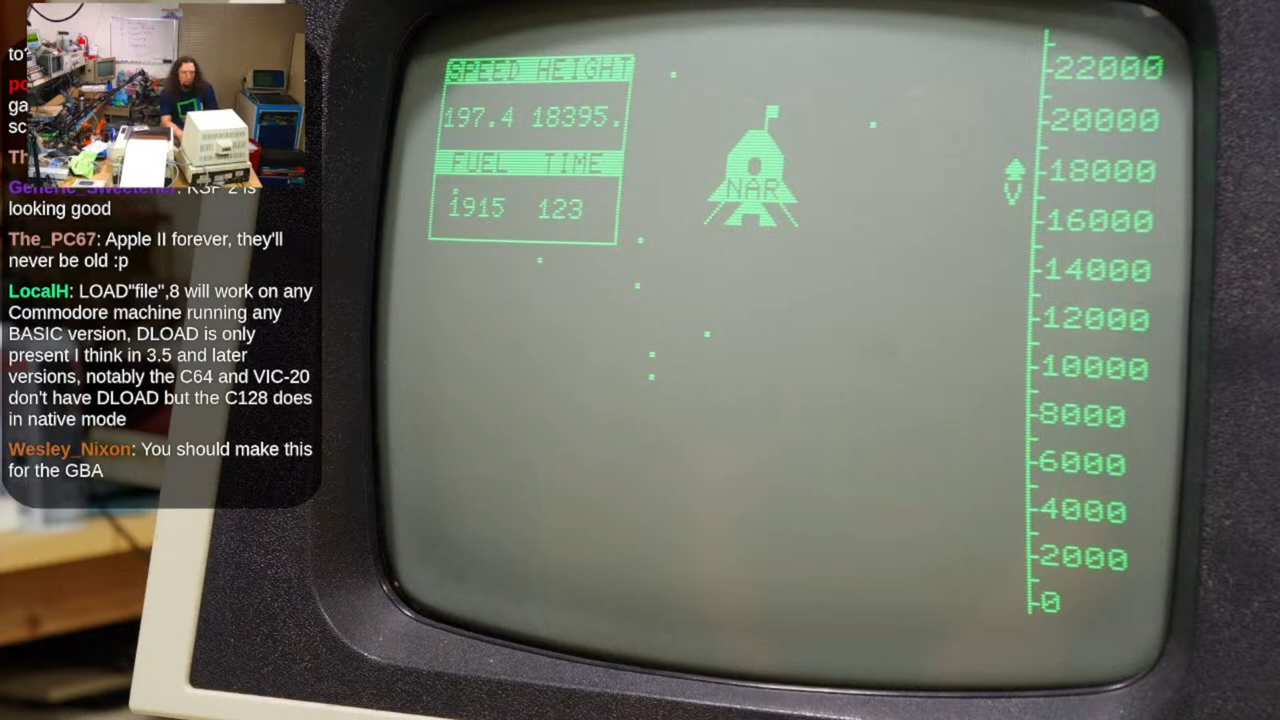 to?
ga
sc
Generic_Sweetener: KSP 2 is
looking good
The_PC67: Apple II forever, they'll
never be old :p
LocalH: LOAD"file",8 will work on any
Commodore machine running any
BASIC version, DLOAD is only
present I think in 3.5 and later
versions, notably the C64 and VIC-20
don't have DLOAD but the C128 does
in native mode
Wesley_Nixon: You should make this
for the GBA
SPEED HEIGHT
197.4 18395.
FUEL TIME
1915 123
NAR
22000
20000
18000
16000
14000
12000
10000
8000
6000
4000
2000
0